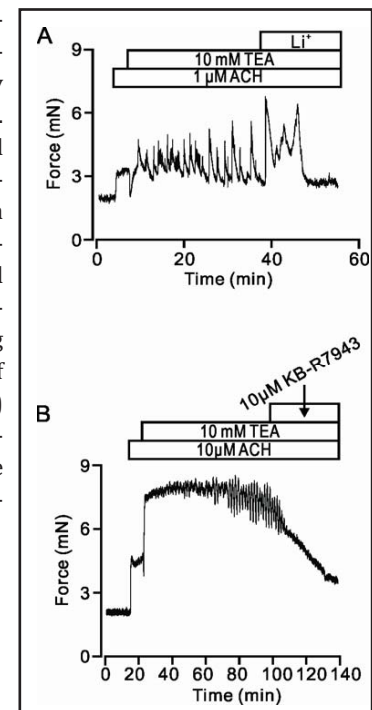 A
Li⁺
10 mM TEA
1 µM ACH
9
6
3
0
Force (mN)
0 20 40 60
Time (min)
10µM KB-R7943
B
10 mM TEA
10µM ACH
9
6
3
0
Force (mN)
0 20 40 60 80 100 120 140
Time (min)